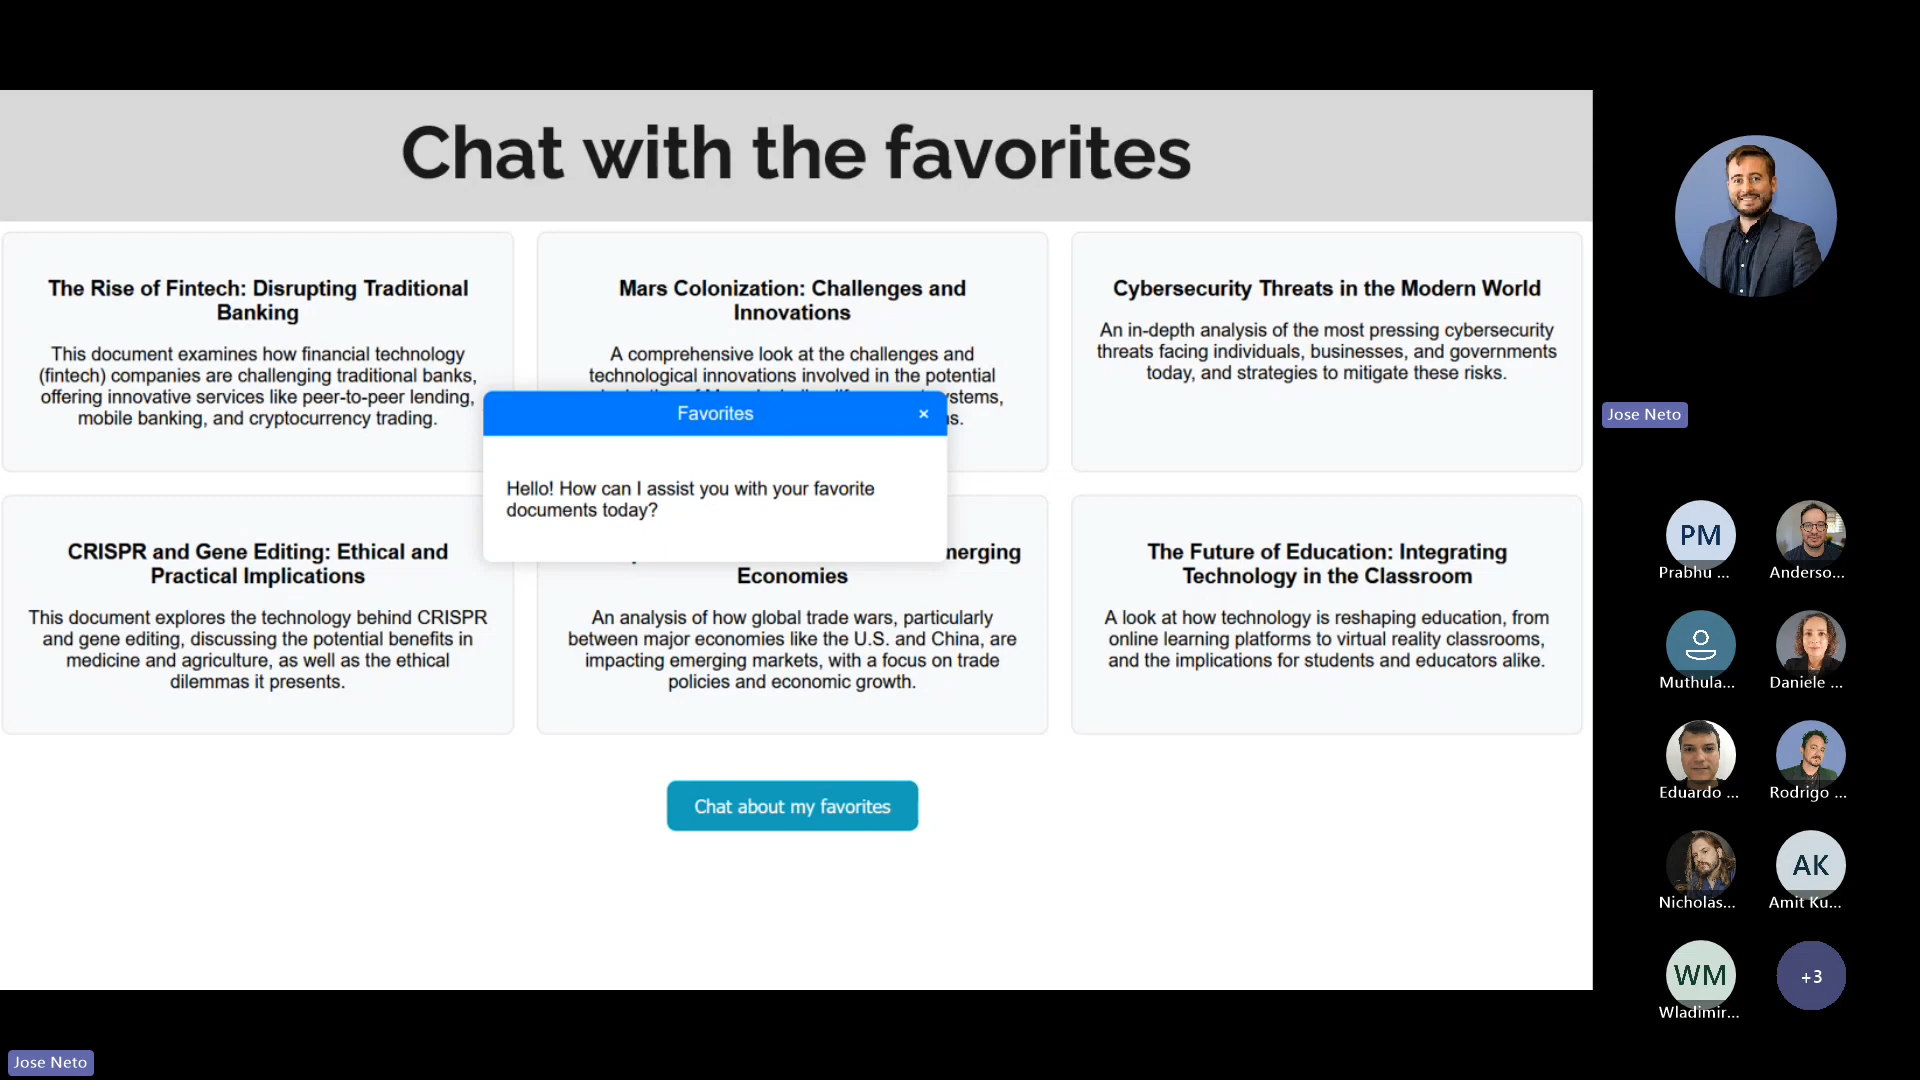 Chat with the favorites
The Rise of Fintech: Disrupting Traditional
Banking
This document examines how financial technology
(fintech) companies are challenging traditional banks,
offering innovative services like peer-to-peer lending,
mobile banking, and cryptocurrency trading.
Mars Colonization: Challenges and
Innovations
A comprehensive look at the challenges and
technological innovations involved in the potential
Cybersecurity Threats in the Modern World
An in-depth analysis of the most pressing cybersecurity
threats facing individuals, businesses, and governments
today, and strategies to mitigate these risks.
Favorites ×
Hello! How can I assist you with your favorite
documents today?
CRISPR and Gene Editing: Ethical and
Practical Implications
This document explores the technology behind CRISPR
and gene editing, discussing the potential benefits in
medicine and agriculture, as well as the ethical
dilemmas it presents.
Economies
An analysis of how global trade wars, particularly
between major economies like the U.S. and China, are
impacting emerging markets, with a focus on trade
policies and economic growth.
The Future of Education: Integrating
Technology in the Classroom
A look at how technology is reshaping education, from
online learning platforms to virtual reality classrooms,
and the implications for students and educators alike.
Chat about my favorites
Jose Neto
PM
Prabhu ...
Anderso...
Muthula...
Daniele ...
Eduardo ...
Rodrigo ...
Nicholas...
AK
Amit Ku...
WM
Wladimir...
+3
Jose Neto